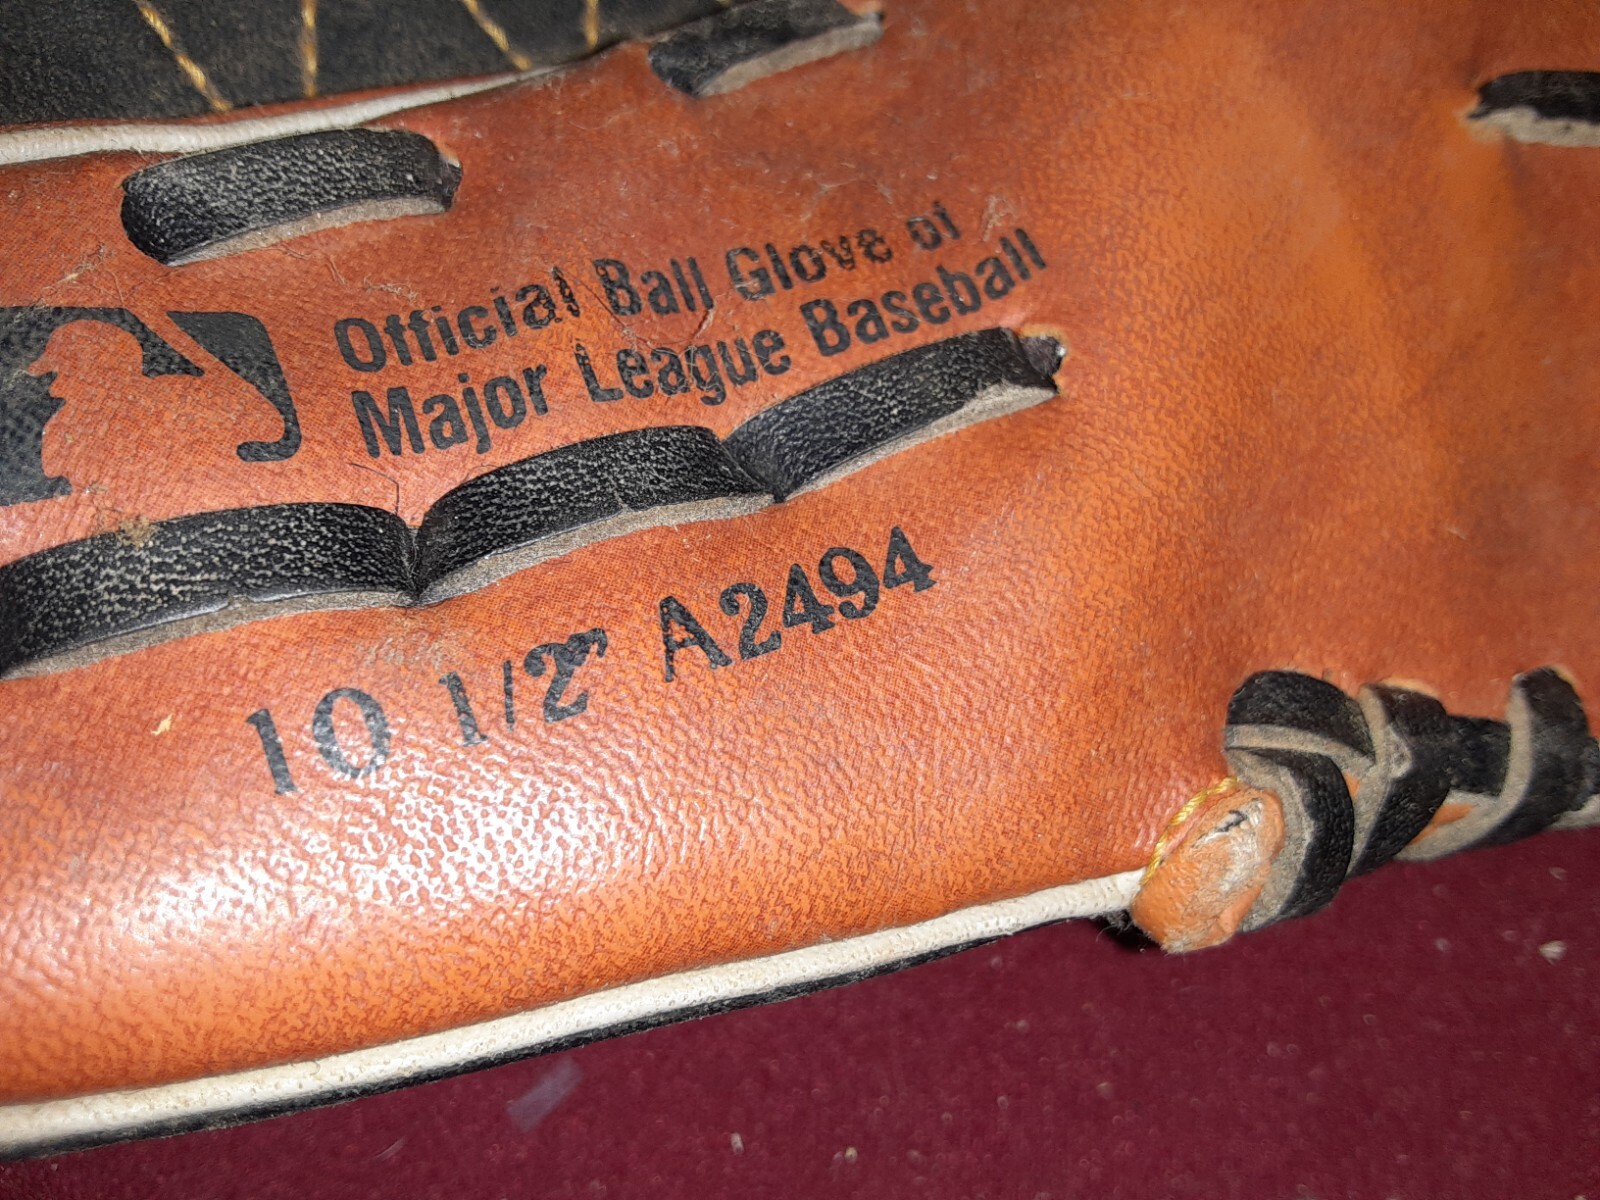 Official Ball Glove of
Major League Baseball
10 1/2" A2494